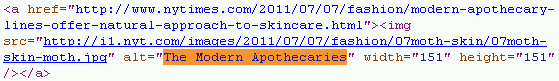 <a href="http://www.nytimes.com/2011/07/07/fashion/modern-apothecary-
lines-offer-natural-approach-to-skincare.html"><img
src="http://i1.nyt.com/images/2011/07/07/fashion/07moth-skin/07moth-
skin-moth.jpg" alt="The Modern Apothecaries" width="151" height="151"
/></a>